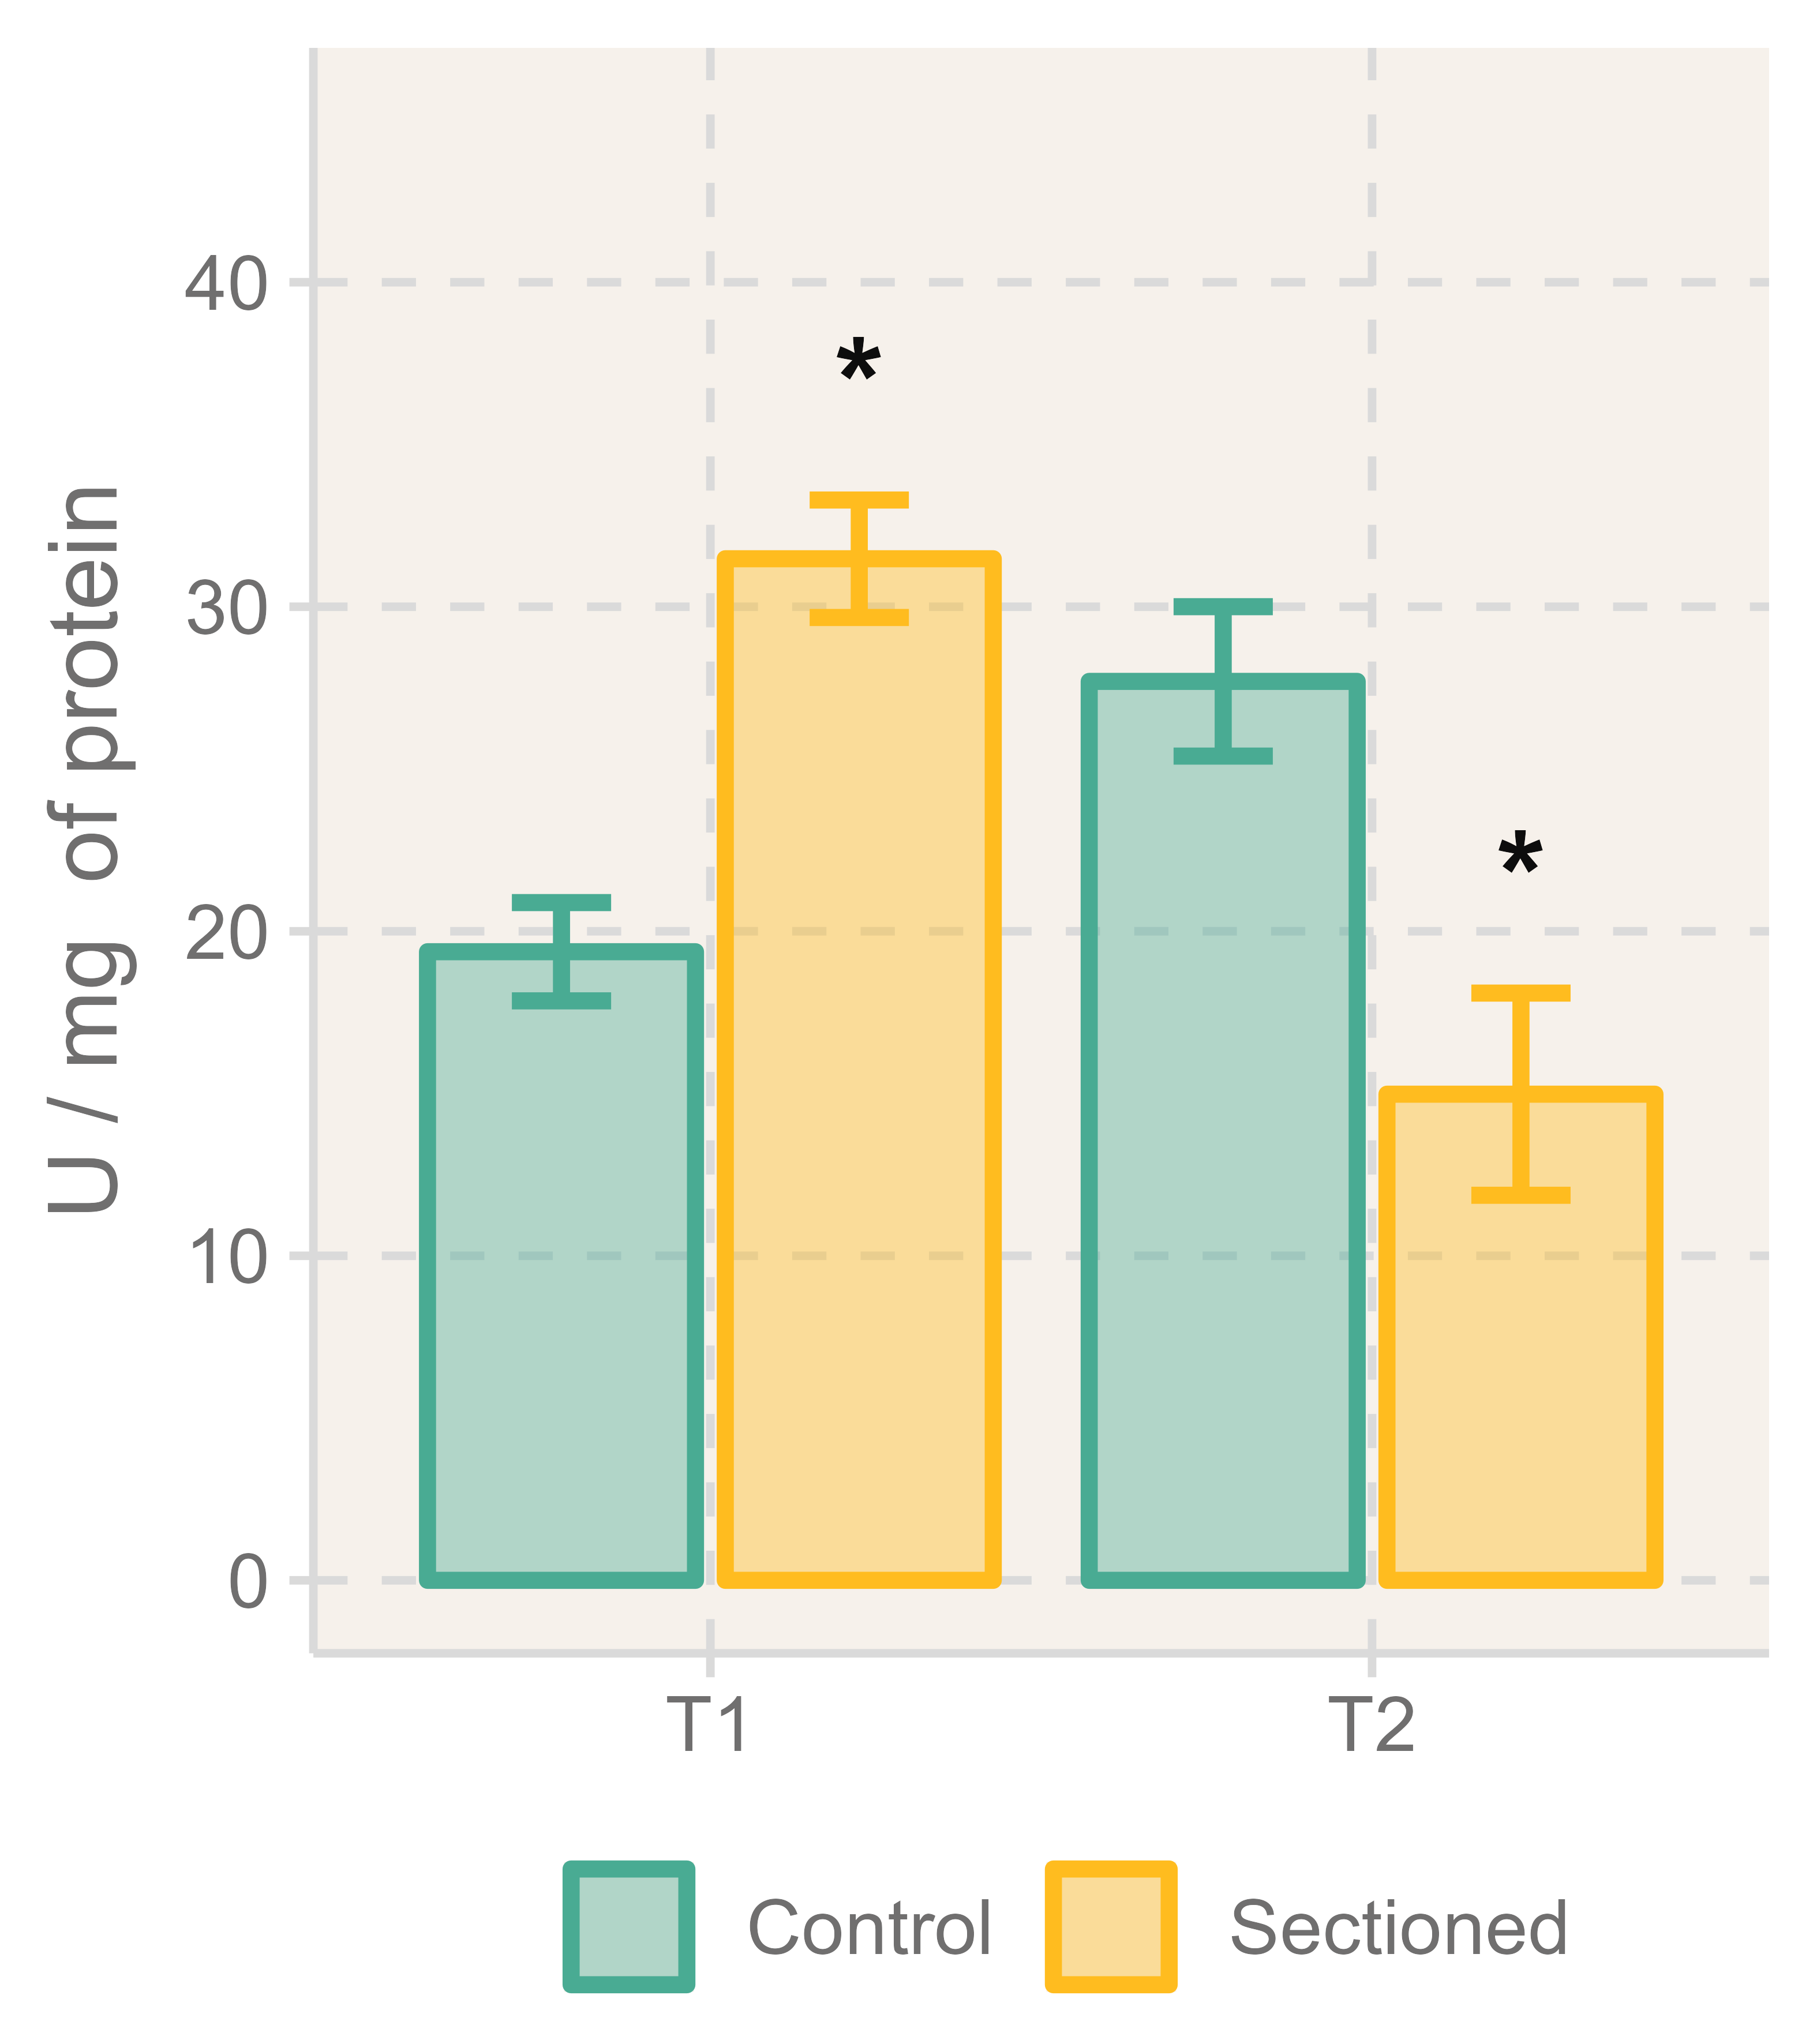 U / mg  of protein
40
30
20
10
0
*
*
T1 T2
Control Sectioned